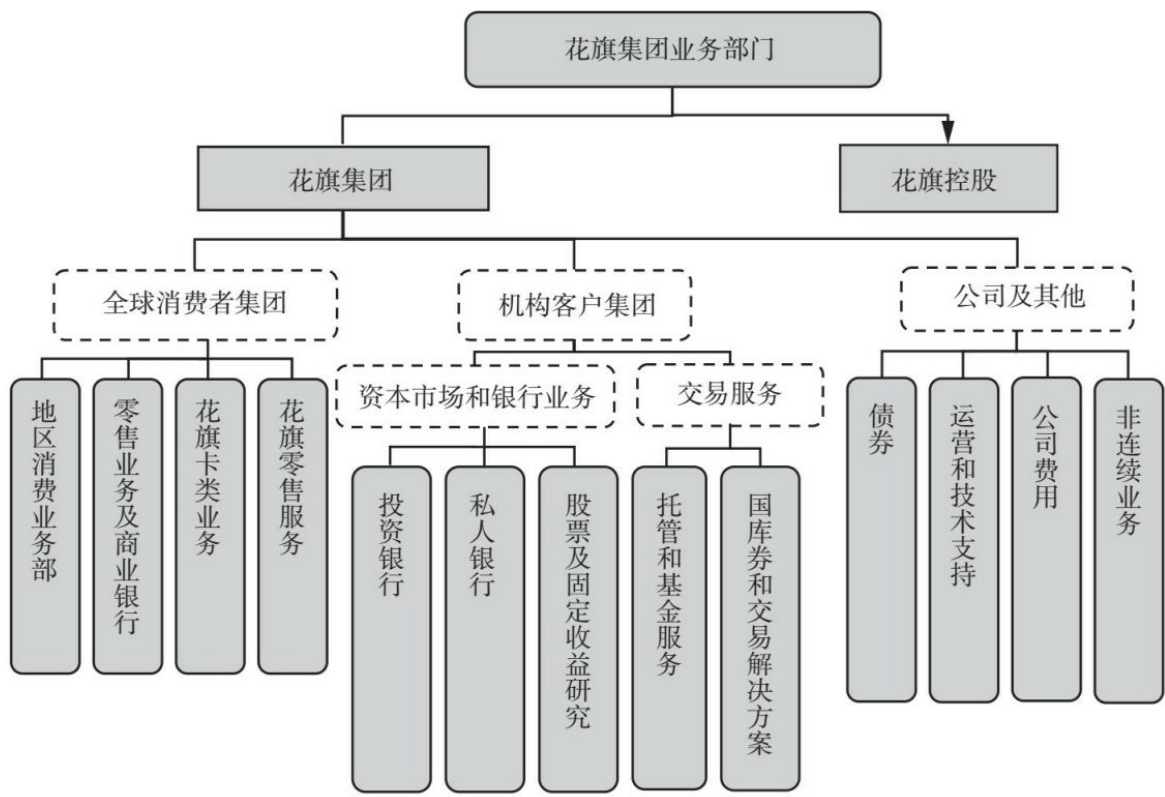 花旗集团业务部门
花旗集团
花旗控股
全球消费者集团
机构客户集团
公司及其他
资本市场和银行业务
交易服务
地区消费业务部
零售业务及商业银行
花旗卡类业务
花旗零售服务
投资银行
私人银行
股票及固定收益研究
托管和基金服务
国库券和交易解决方案
债券
运营和技术支持
公司费用
非连续业务